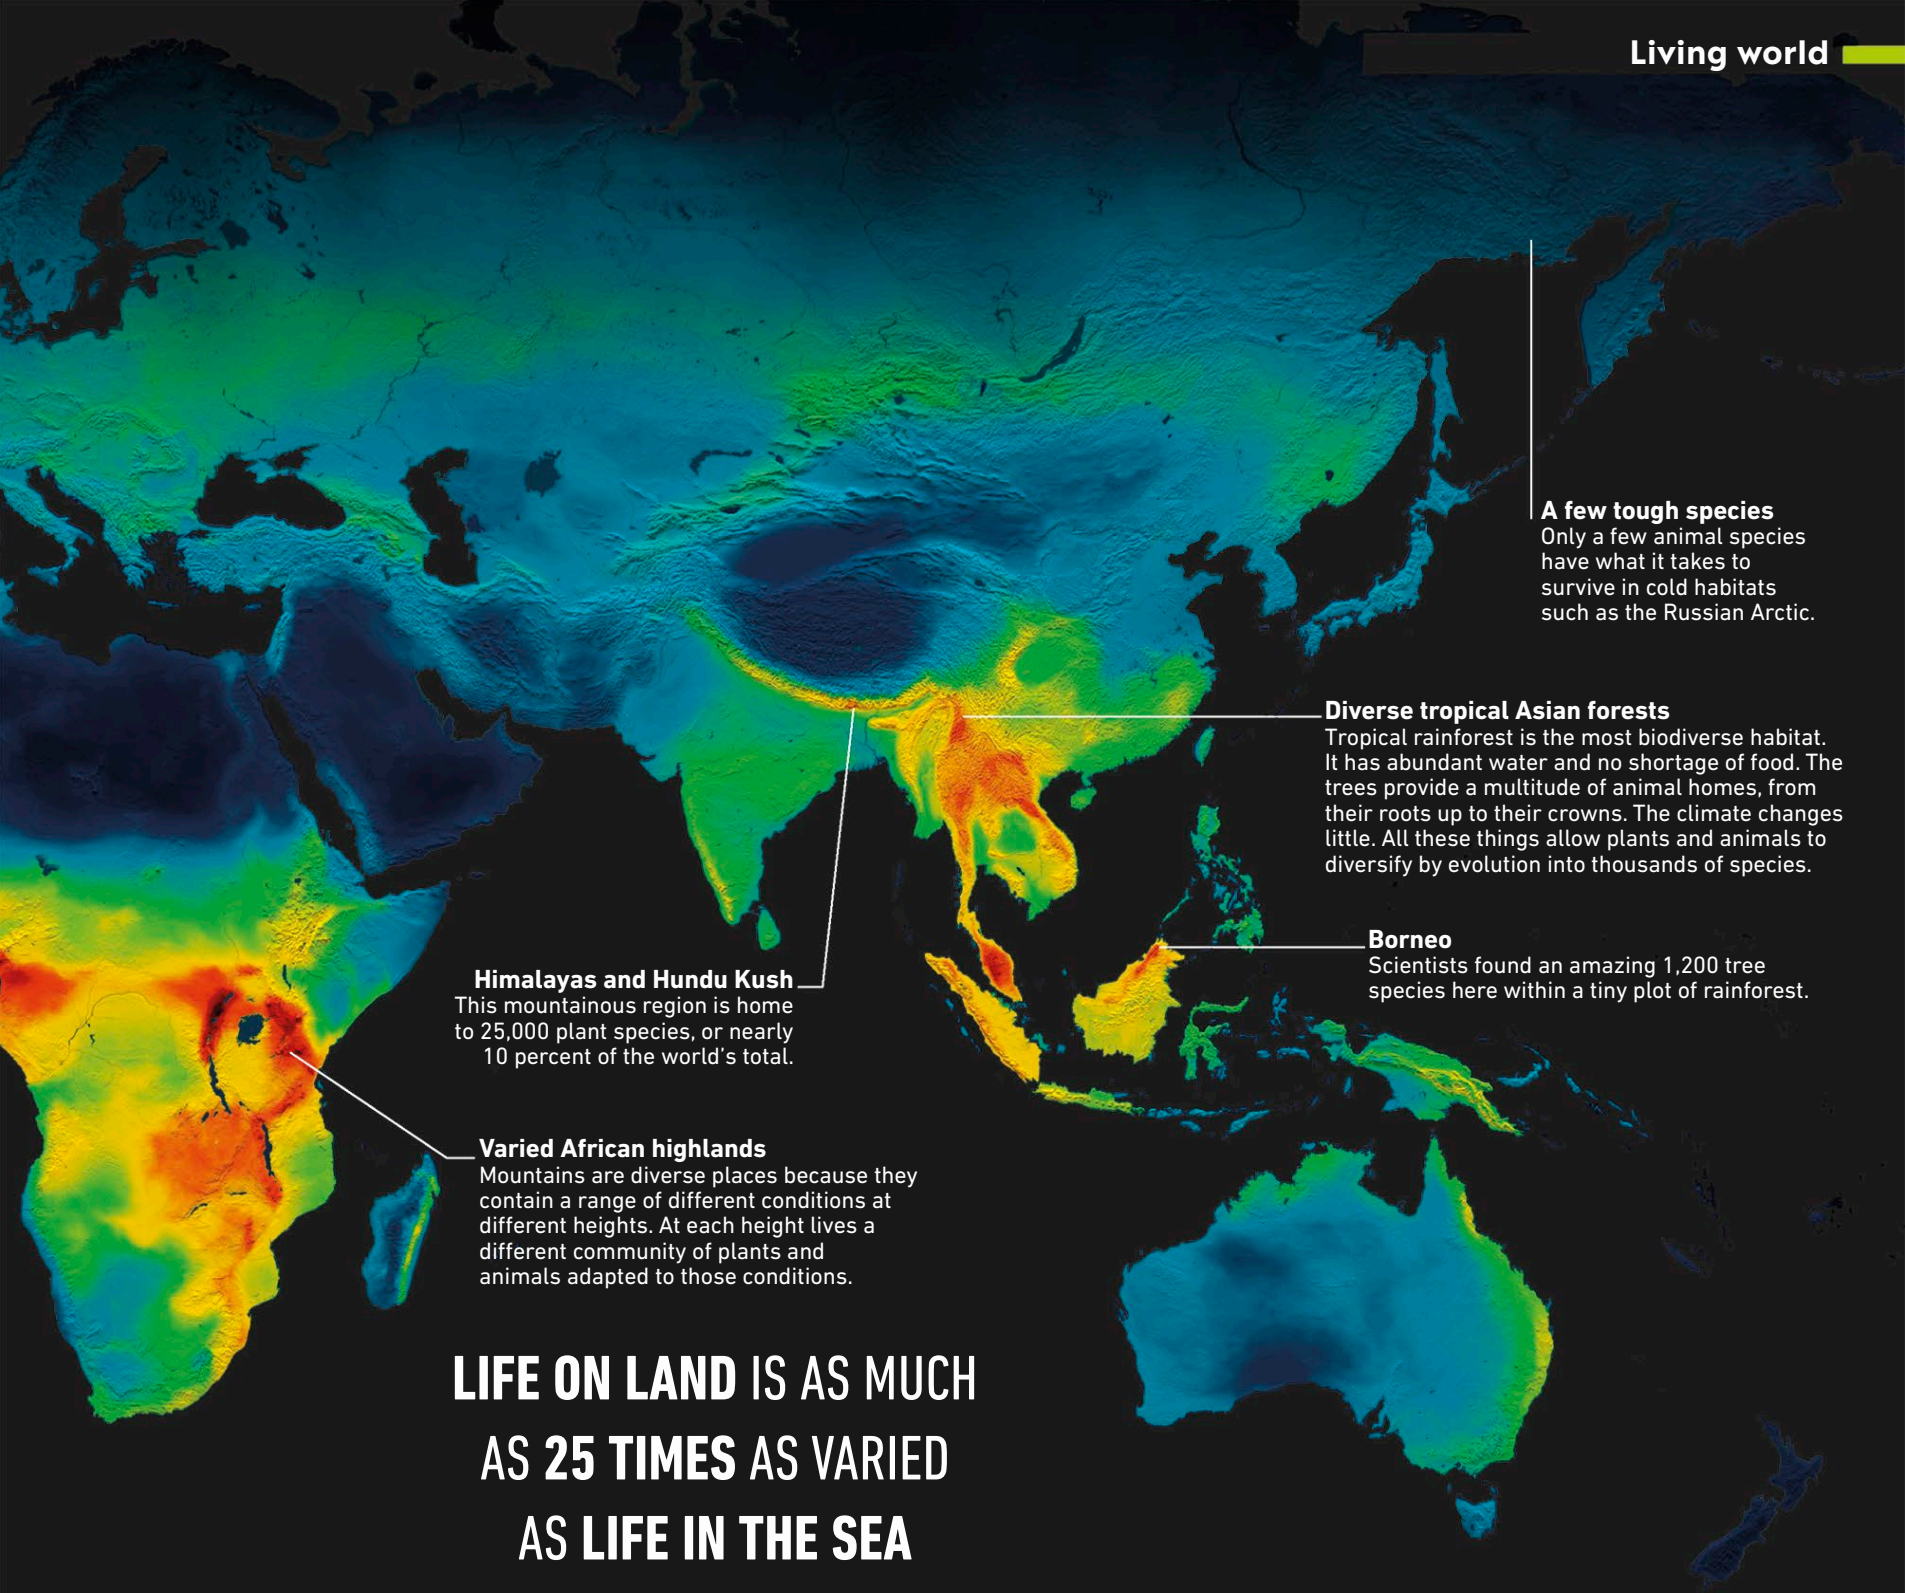 Living world
A few tough species
Only a few animal species
have what it takes to
survive in cold habitats
such as the Russian Arctic.
Diverse tropical Asian forests
Tropical rainforest is the most biodiverse habitat.
It has abundant water and no shortage of food. The
trees provide a multitude of animal homes, from
their roots up to their crowns. The climate changes
little. All these things allow plants and animals to
diversify by evolution into thousands of species.
Borneo
Scientists found an amazing 1,200 tree
species here within a tiny plot of rainforest.
Himalayas and Hundu Kush
This mountainous region is home
to 25,000 plant species, or nearly
10 percent of the world's total.
Varied African highlands
Mountains are diverse places because they
contain a range of different conditions at
different heights. At each height lives a
different community of plants and
animals adapted to those conditions.
LIFE ON LAND IS AS MUCH
AS 25 TIMES AS VARIED
AS LIFE IN THE SEA